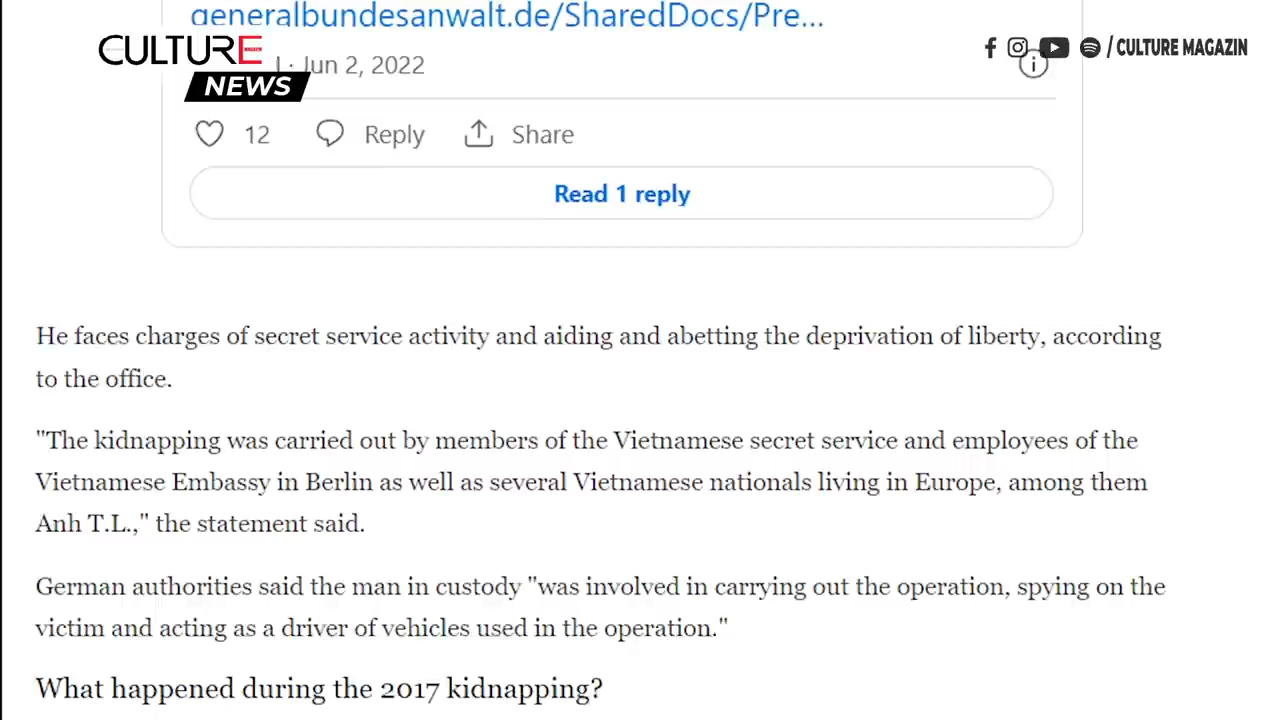 generalbundesanwalt.de/SharedDocs/Pre...
CULTURE
NEWS
/ CULTURE MAGAZIN
· Jun 2, 2022
12 Reply Share
Read 1 reply
He faces charges of secret service activity and aiding and abetting the deprivation of liberty, according
to the office.
"The kidnapping was carried out by members of the Vietnamese secret service and employees of the
Vietnamese Embassy in Berlin as well as several Vietnamese nationals living in Europe, among them
Anh T.L.," the statement said.
German authorities said the man in custody "was involved in carrying out the operation, spying on the
victim and acting as a driver of vehicles used in the operation."
What happened during the 2017 kidnapping?